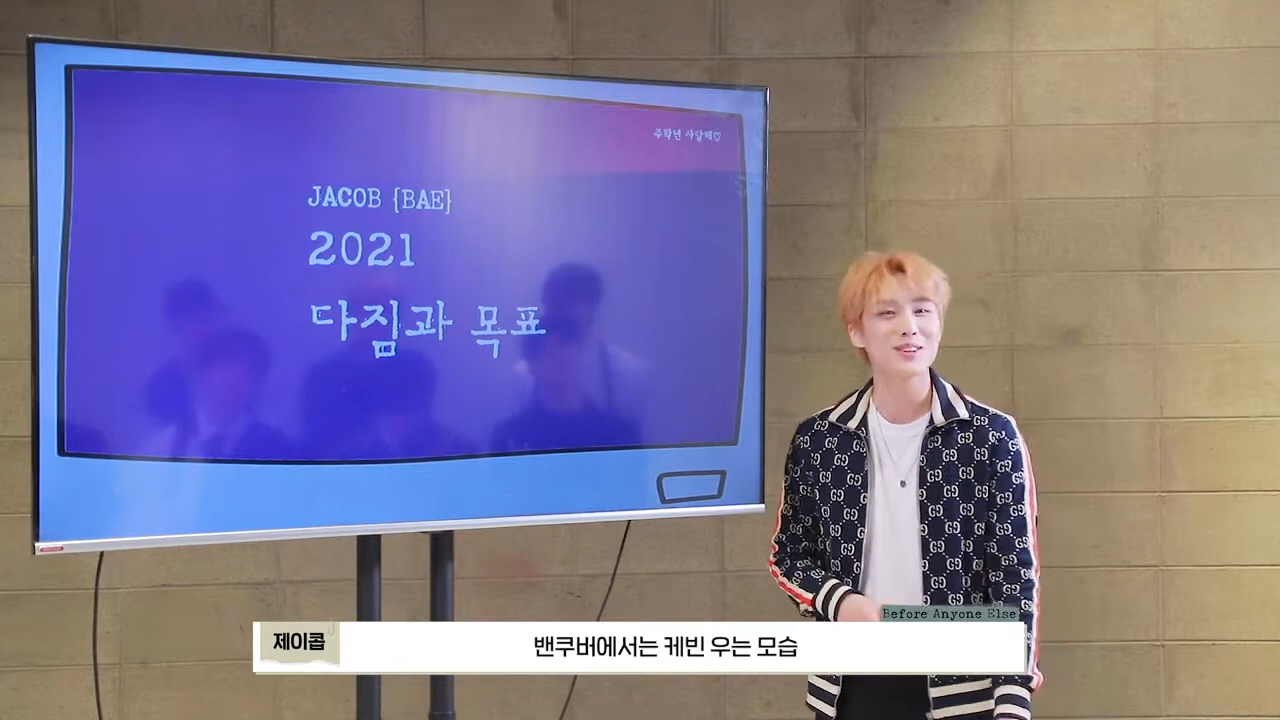 주학년 사랑해♡
JACOB {BAE}
2021
다짐과 목표
Before Anyone Else
제이콥
밴쿠버에서는 케빈 우는 모습